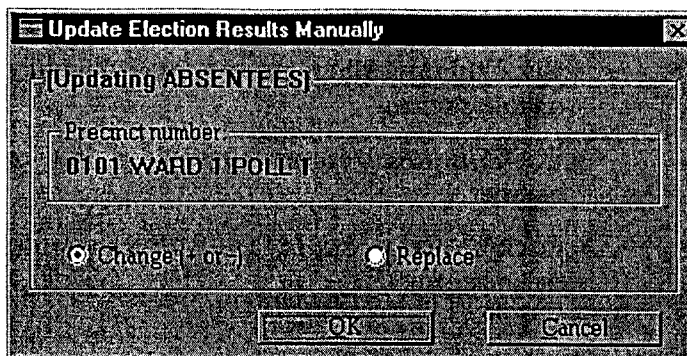 Update Election Results Manually
[Updating ABSENTEES]
Precinct number
0101 WARD 1 POLL 1
Change (+ or -)
Replace
OK
Cancel